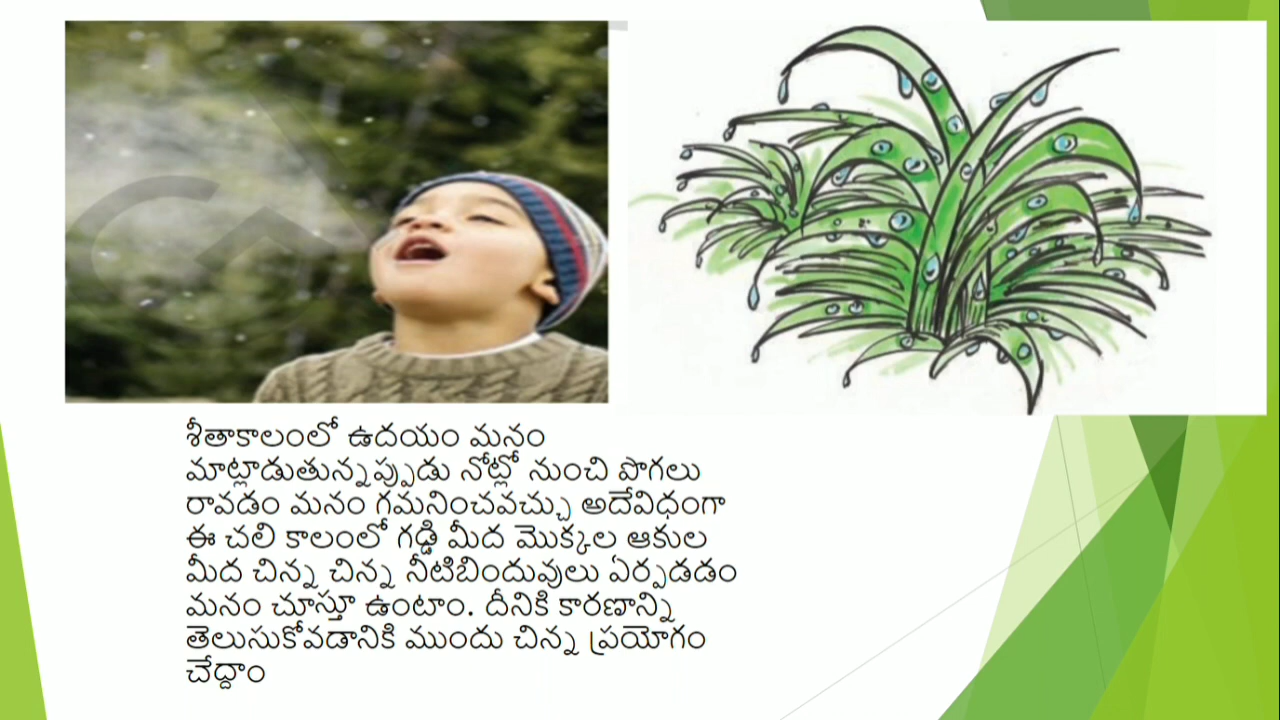 శీతాకాలంలో ఉదయం మనం
మాట్లాడుతున్నప్పుడు నోట్లో నుంచి పొగలు
రావడం మనం గమనించవచ్చు అదేవిధంగా
ఈ చలి కాలంలో గడ్డి మీద మొక్కల ఆకుల
మీద చిన్న చిన్న నీటిబిందువులు ఏర్పడడం
మనం చూస్తూ ఉంటాం. దీనికి కారణాన్ని
తెలుసుకోవడానికి ముందు చిన్న ప్రయోగం
చేద్దాం